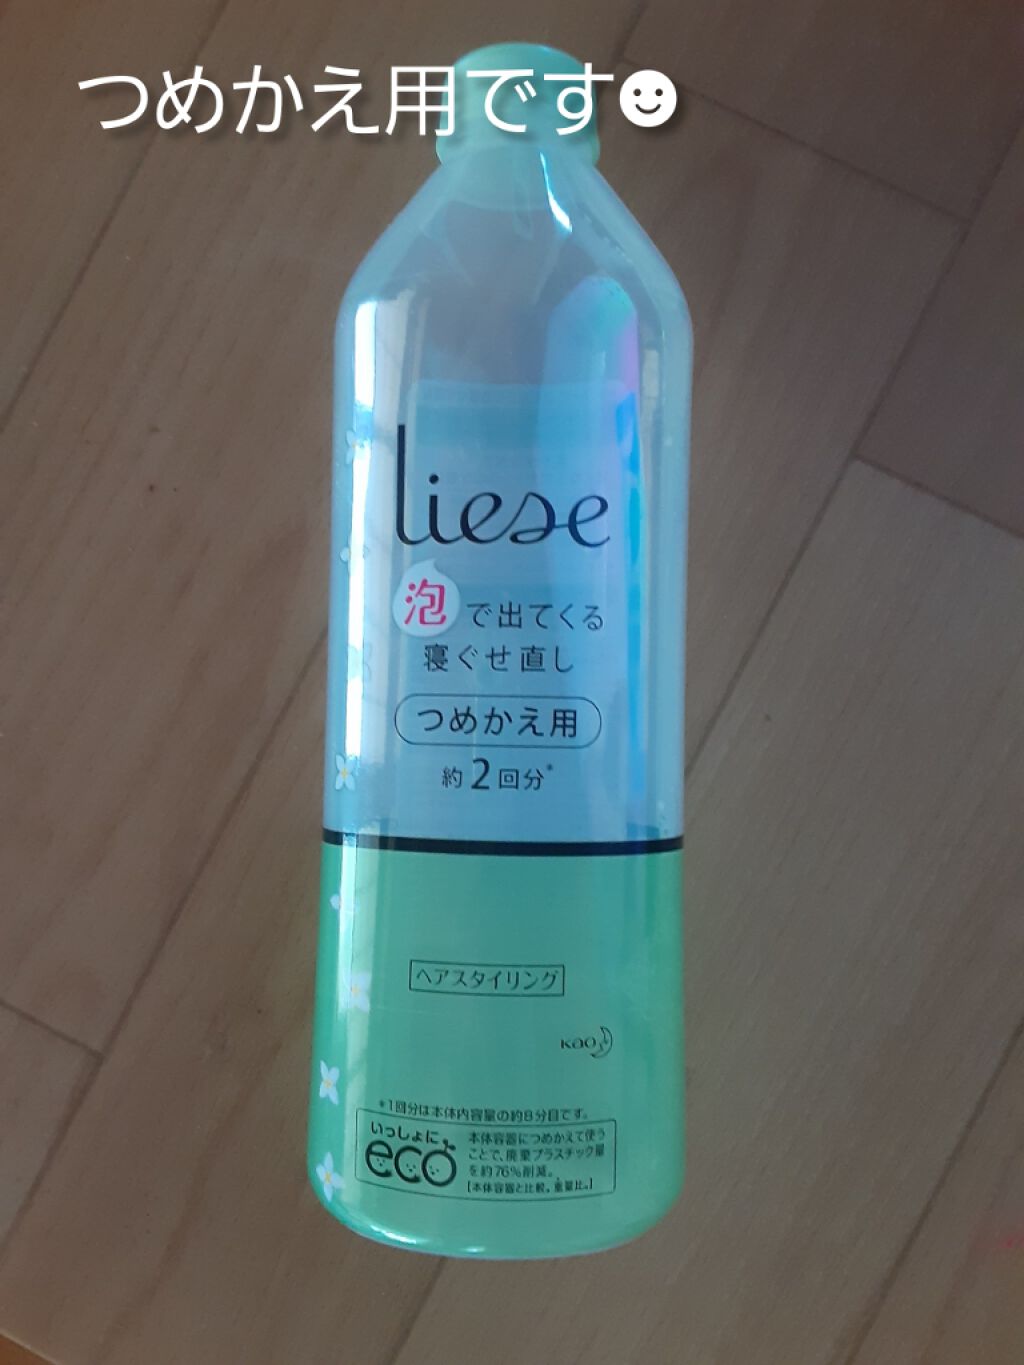 つめかえ用です☻
liese
泡で出てくる
寝ぐせ直し
つめかえ用
約2回分*
ヘアスタイリング
Kao
*1回分は本体内容量の約8分目です。
いっしょに
eco
本体容器につめかえて使う
ことで、廃棄プラスチック量
を約76%削減。
[本体容器と比較。重量比。]